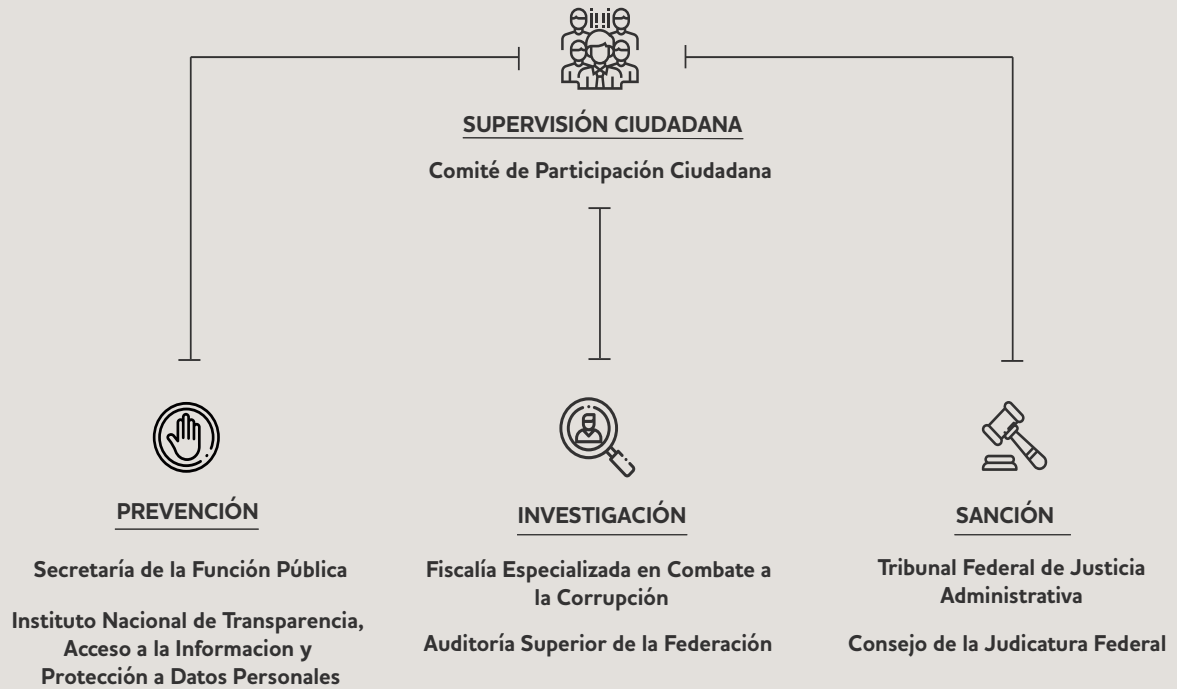 SUPERVISIÓN CIUDADANA
Comité de Participación Ciudadana
PREVENCIÓN
Secretaría de la Función Pública
Instituto Nacional de Transparencia,
Acceso a la Informacion y
Protección a Datos Personales
INVESTIGACIÓN
Fiscalía Especializada en Combate a
la Corrupción
Auditoría Superior de la Federación
SANCIÓN
Tribunal Federal de Justicia
Administrativa
Consejo de la Judicatura Federal